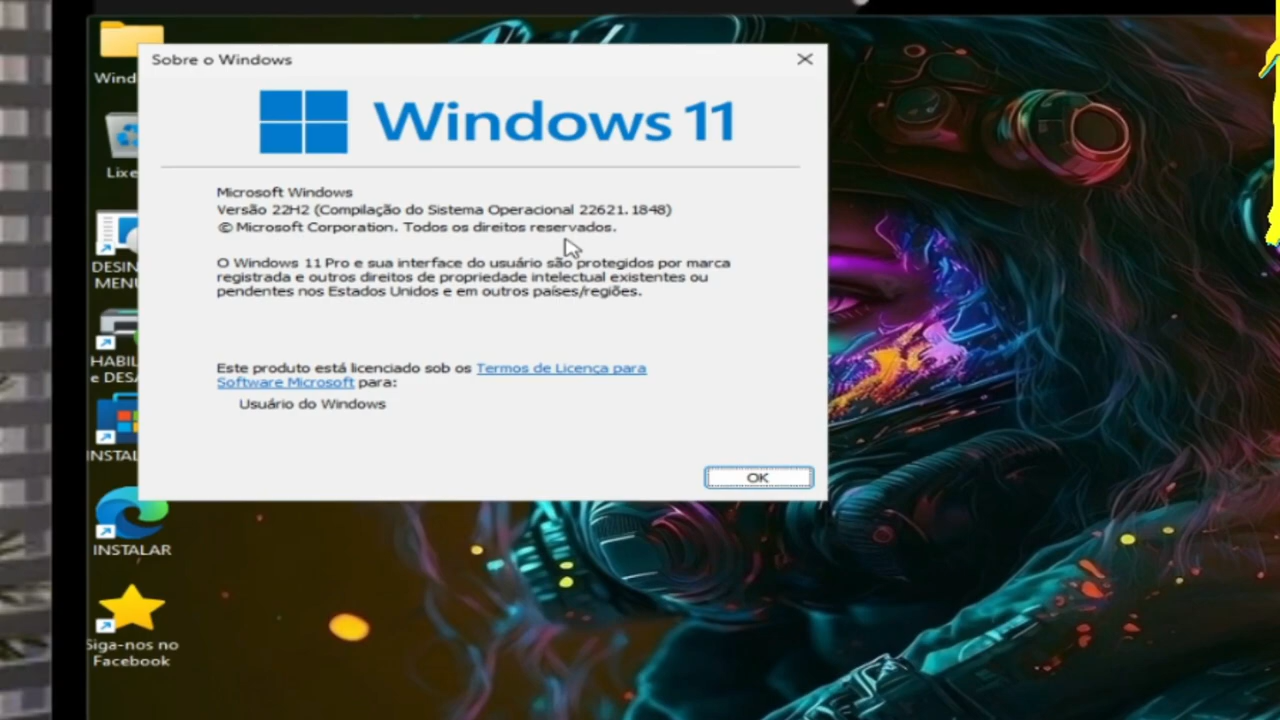 Sobre o Windows
Windows 11
Microsoft Windows
Versão 22H2 (Compilação do Sistema Operacional 22621.1848)
© Microsoft Corporation. Todos os direitos reservados.
O Windows 11 Pro e sua interface do usuário são protegidos por marca
registrada e outros direitos de propriedade intelectual existentes ou
pendentes nos Estados Unidos e em outros países/regiões.
Este produto está licenciado sob os Termos de Licença para
Software Microsoft para:
Usuário do Windows
OK
Wind
Lixe
DESIN
MENU
HABIL
e DESA
INSTAL
INSTALAR
Siga-nos no
Facebook